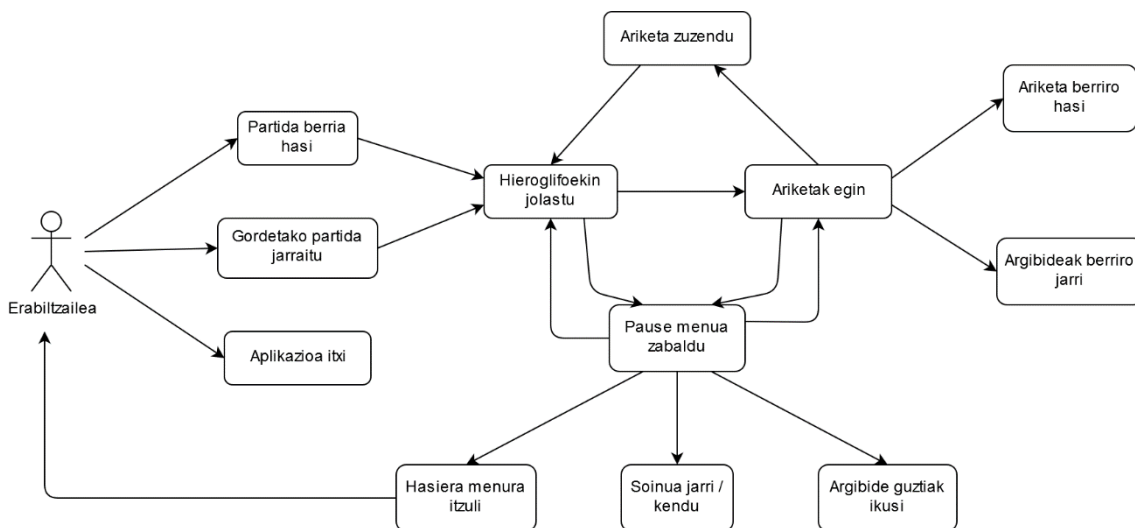 Ariketa zuzendu
Ariketa berriro
hasi
Partida berria
hasi
Hieroglifoekin
jolastu
Ariketak egin
Gordetako partida
jarraitu
Argibideak berriro
jarri
Erabiltzailea
Pause menua
zabaldu
Aplikazioa itxi
Hasiera menura
itzuli
Soinua jarri /
kendu
Argibide guztiak
ikusi